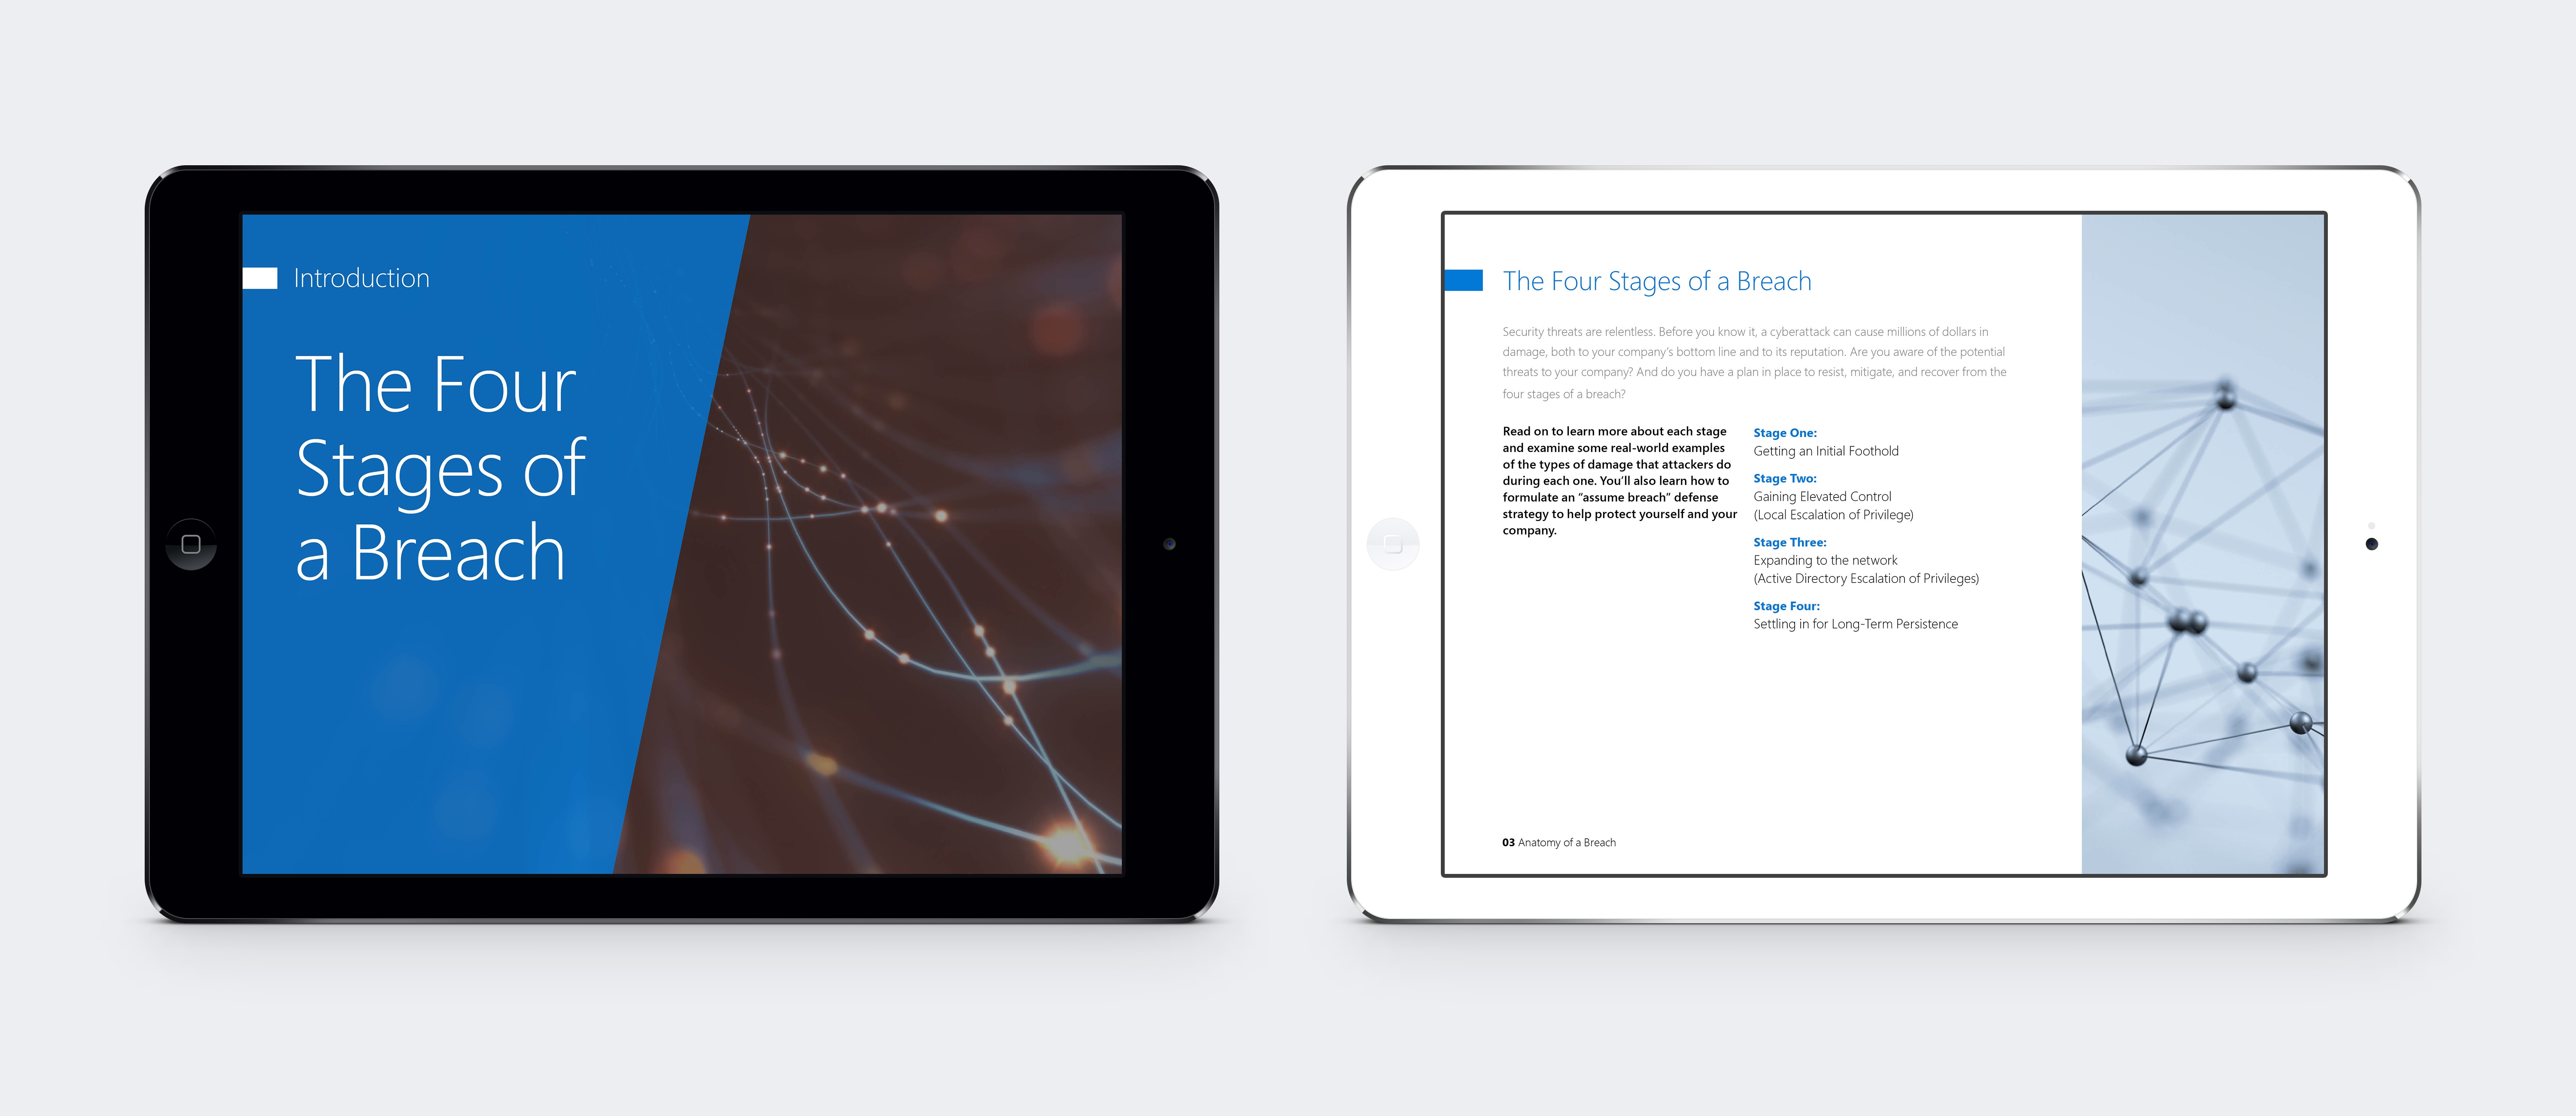 Introduction
The Four
Stages of
a Breach
The Four Stages of a Breach
Security threats are relentless. Before you know it, a cyberattack can cause millions of dollars in
damage, both to your company’s bottom line and to its reputation. Are you aware of the potential
threats to your company? And do you have a plan in place to resist, mitigate, and recover from the
four stages of a breach?
Read on to learn more about each stage
and examine some real-world examples
of the types of damage that attackers do
during each one. You’ll also learn how to
formulate an “assume breach” defense
strategy to help protect yourself and your
company.
Stage One:
Getting an Initial Foothold
Stage Two:
Gaining Elevated Control
(Local Escalation of Privilege)
Stage Three:
Expanding to the network
(Active Directory Escalation of Privileges)
Stage Four:
Settling in for Long-Term Persistence
03 Anatomy of a Breach